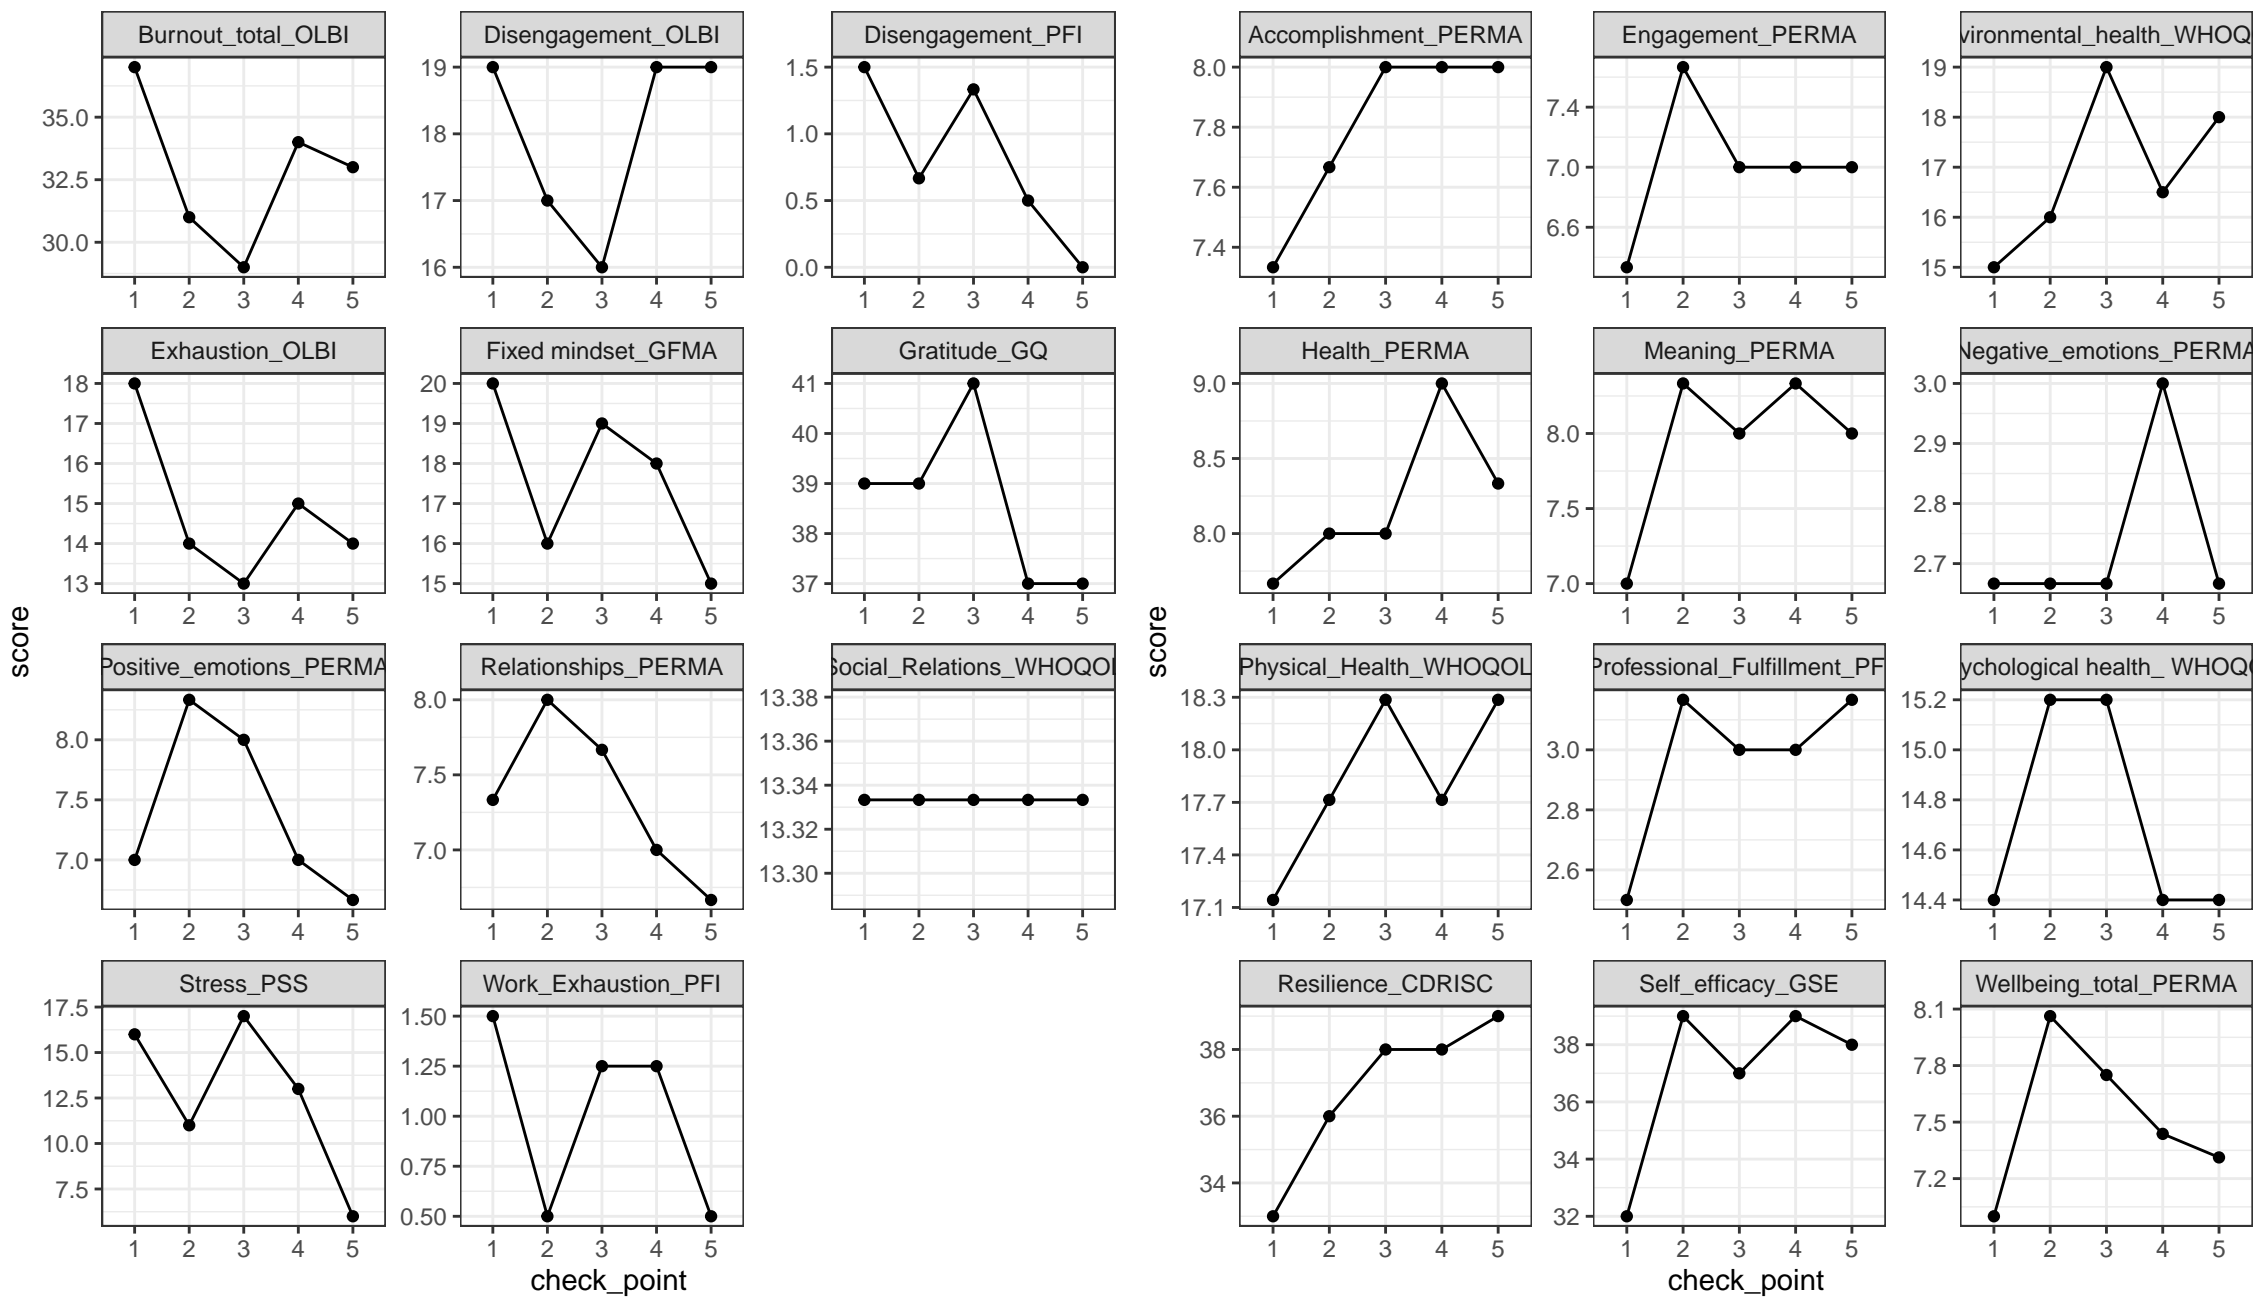 score
Burnout_total_OLBI
35.0
32.5
30.0
1 2 3 4 5
Disengagement_OLBI
19
18
17
16
1 2 3 4 5
Disengagement_PFI
1.5
1.0
0.5
0.0
1 2 3 4 5
Exhaustion_OLBI
18
17
16
15
14
13
1 2 3 4 5
Fixed mindset_GFMA
20
19
18
17
16
15
1 2 3 4 5
Gratitude_GQ
41
40
39
38
37
1 2 3 4 5
Positive_emotions_PERMA
8.0
7.5
7.0
1 2 3 4 5
Relationships_PERMA
8.0
7.5
7.0
1 2 3 4 5
Social_Relations_WHOQOL
13.38
13.36
13.34
13.32
13.30
1 2 3 4 5
Stress_PSS
17.5
15.0
12.5
10.0
7.5
1 2 3 4 5
Work_Exhaustion_PFI
1.50
1.25
1.00
0.75
0.50
1 2 3 4 5
check_point
score
Accomplishment_PERMA
8.0
7.8
7.6
7.4
1 2 3 4 5
Engagement_PERMA
7.4
7.0
6.6
1 2 3 4 5
vironmental_health_WHOQ
19
18
17
16
15
1 2 3 4 5
Health_PERMA
9.0
8.5
8.0
1 2 3 4 5
Meaning_PERMA
8.0
7.5
7.0
1 2 3 4 5
Negative_emotions_PERMA
3.0
2.9
2.8
2.7
1 2 3 4 5
Physical_Health_WHOQOL
18.3
18.0
17.7
17.4
17.1
1 2 3 4 5
Professional_Fulfillment_PF
3.0
2.8
2.6
1 2 3 4 5
ychological health_ WHOQ
15.2
15.0
14.8
14.6
14.4
1 2 3 4 5
Resilience_CDRISC
38
36
34
1 2 3 4 5
Self_efficacy_GSE
38
36
34
32
1 2 3 4 5
Wellbeing_total_PERMA
8.1
7.8
7.5
7.2
1 2 3 4 5
check_point